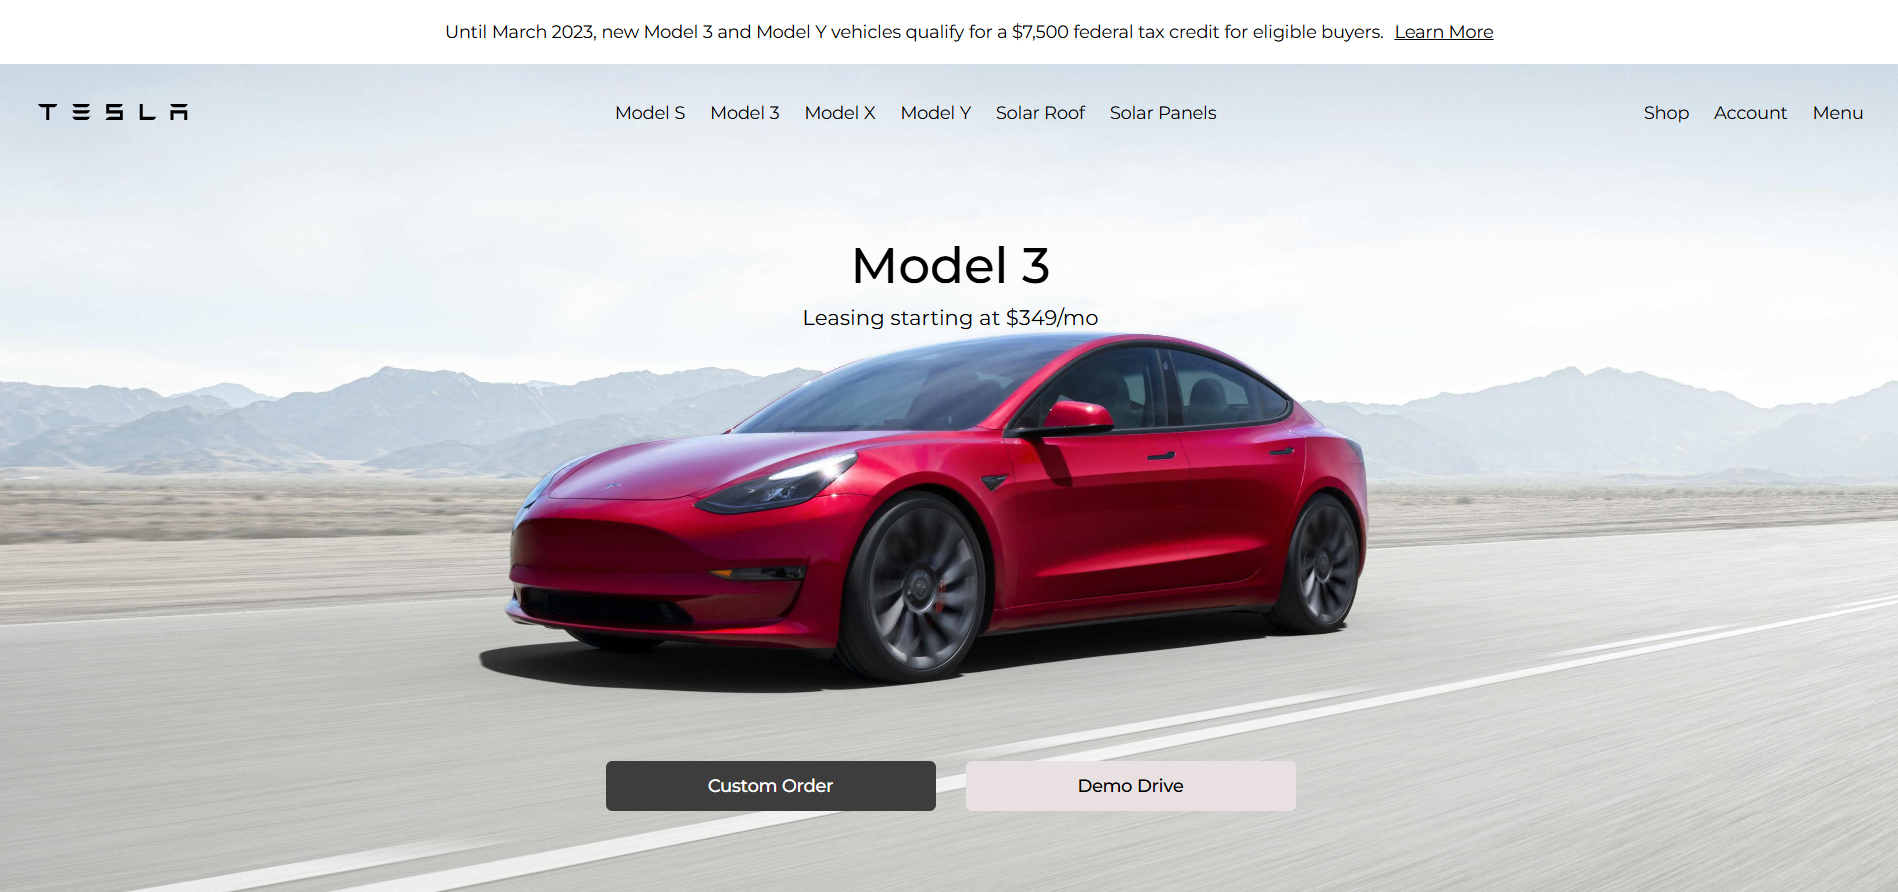 Until March 2023, new Model 3 and Model Y vehicles qualify for a $7,500 federal tax credit for eligible buyers. Learn More
TESLA Model S Model 3 Model X Model Y Solar Roof Solar Panels Shop Account Menu
Model 3
Leasing starting at $349/mo
Custom Order Demo Drive